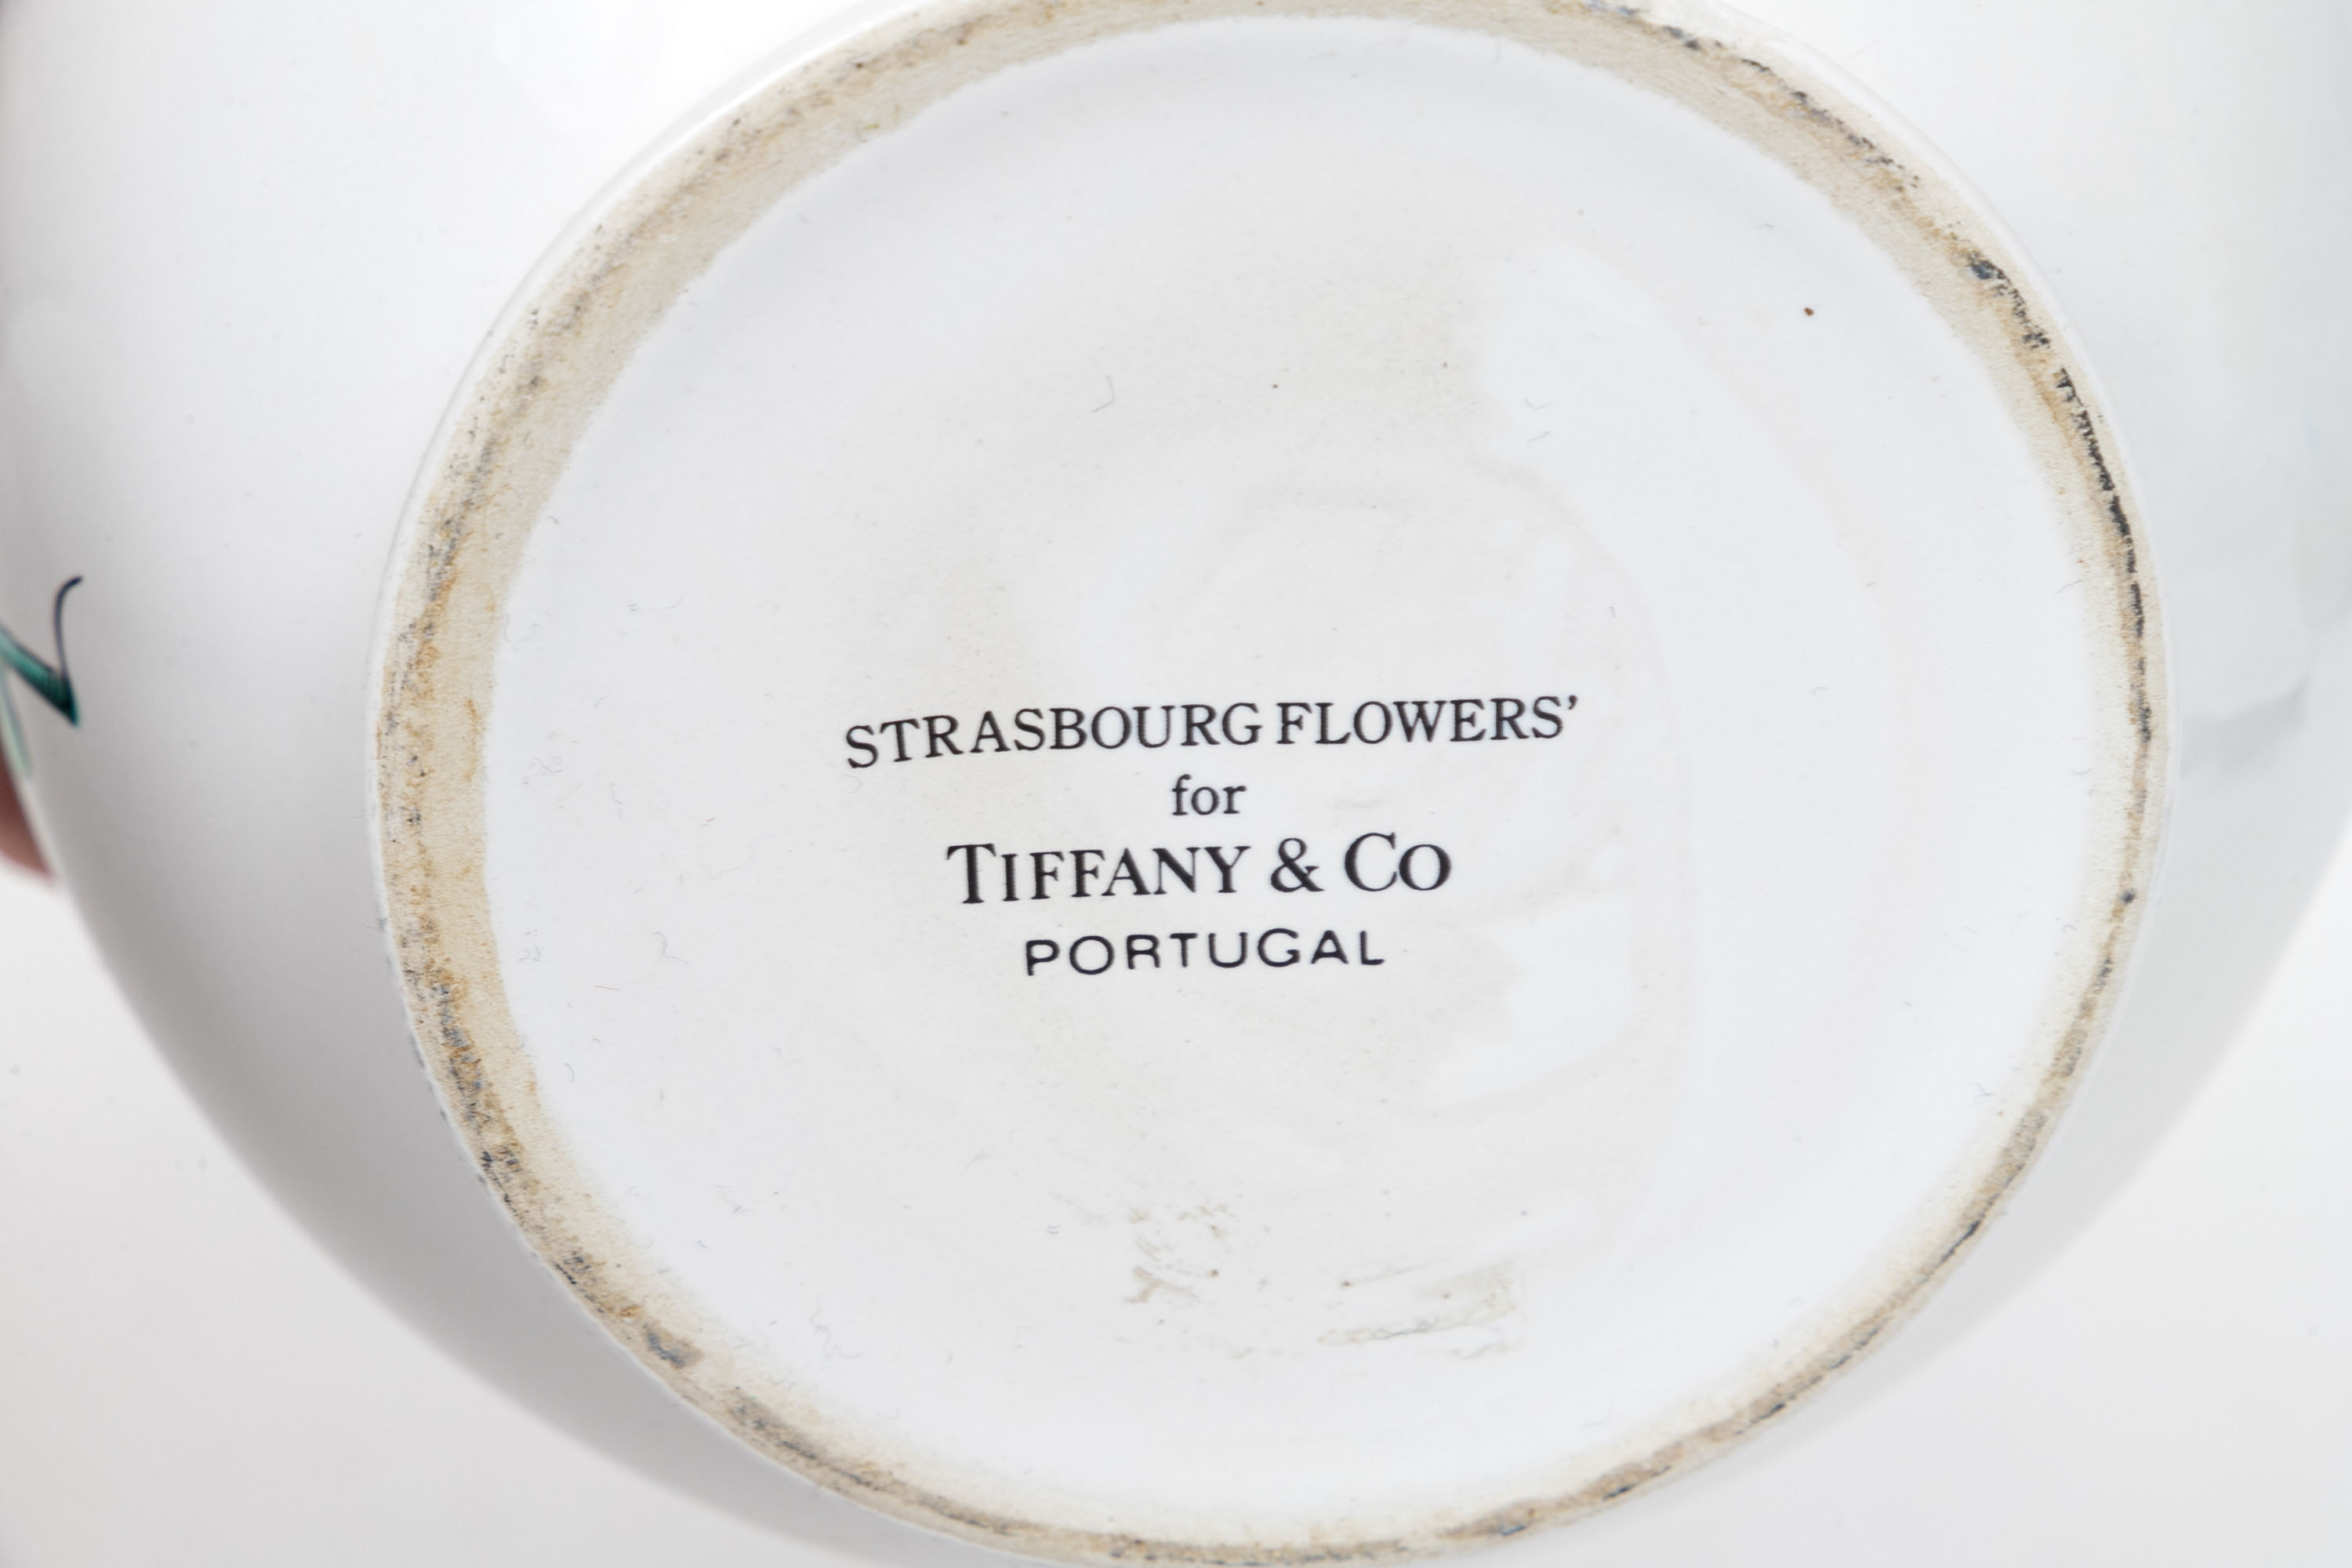 STRASBOURG FLOWERS'
for
TIFFANY & CO
PORTUGAL